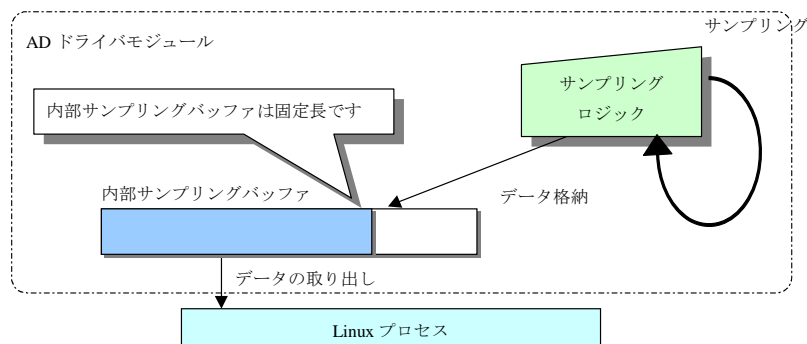 サンプリング
AD ドライバモジュール
サンプリング
ロジック
内部サンプリングバッファは固定長です
内部サンプリングバッファ
データ格納
データの取り出し
Linux プロセス